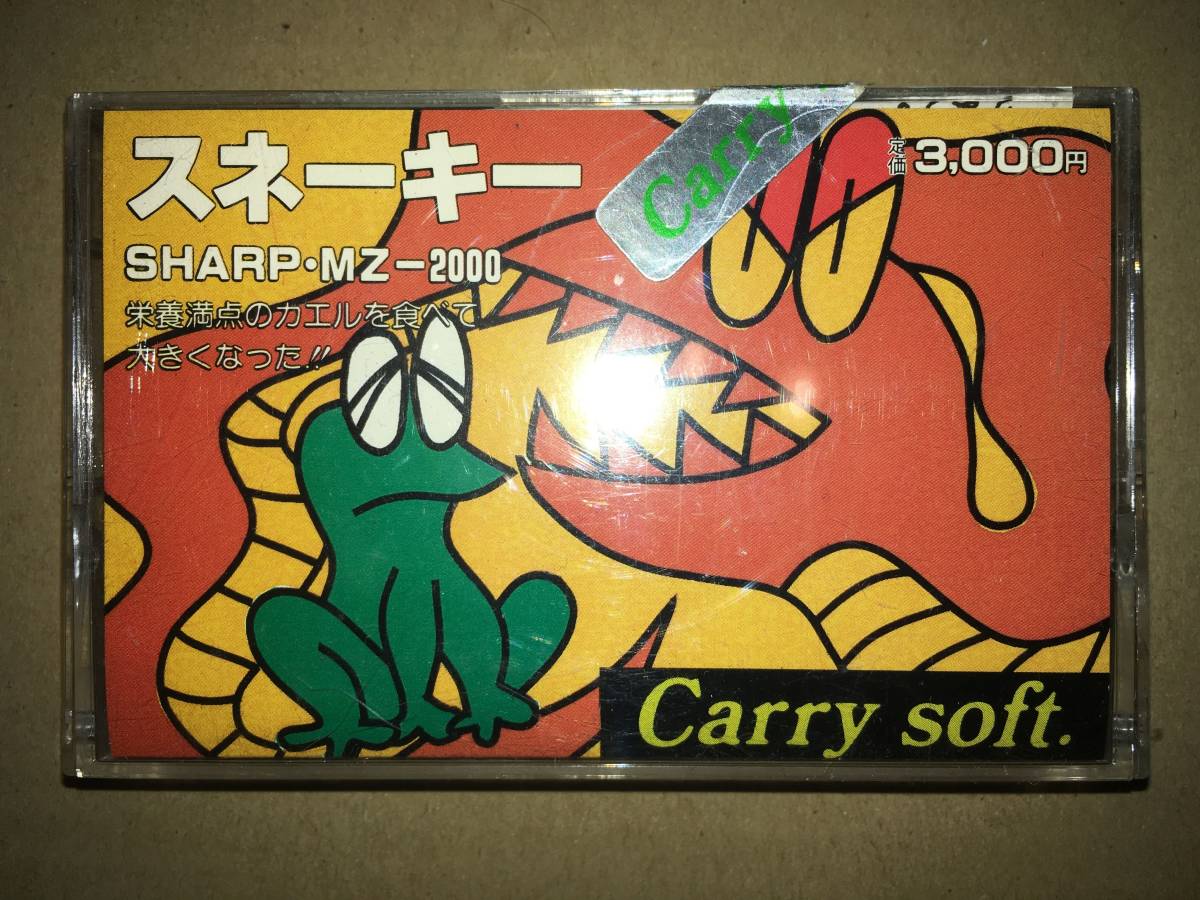 スネーキー
SHARP・MZ-2000
栄養満点のカエルを食べて
大きくなった!!
定価 3,000円
Carry
Carry soft.